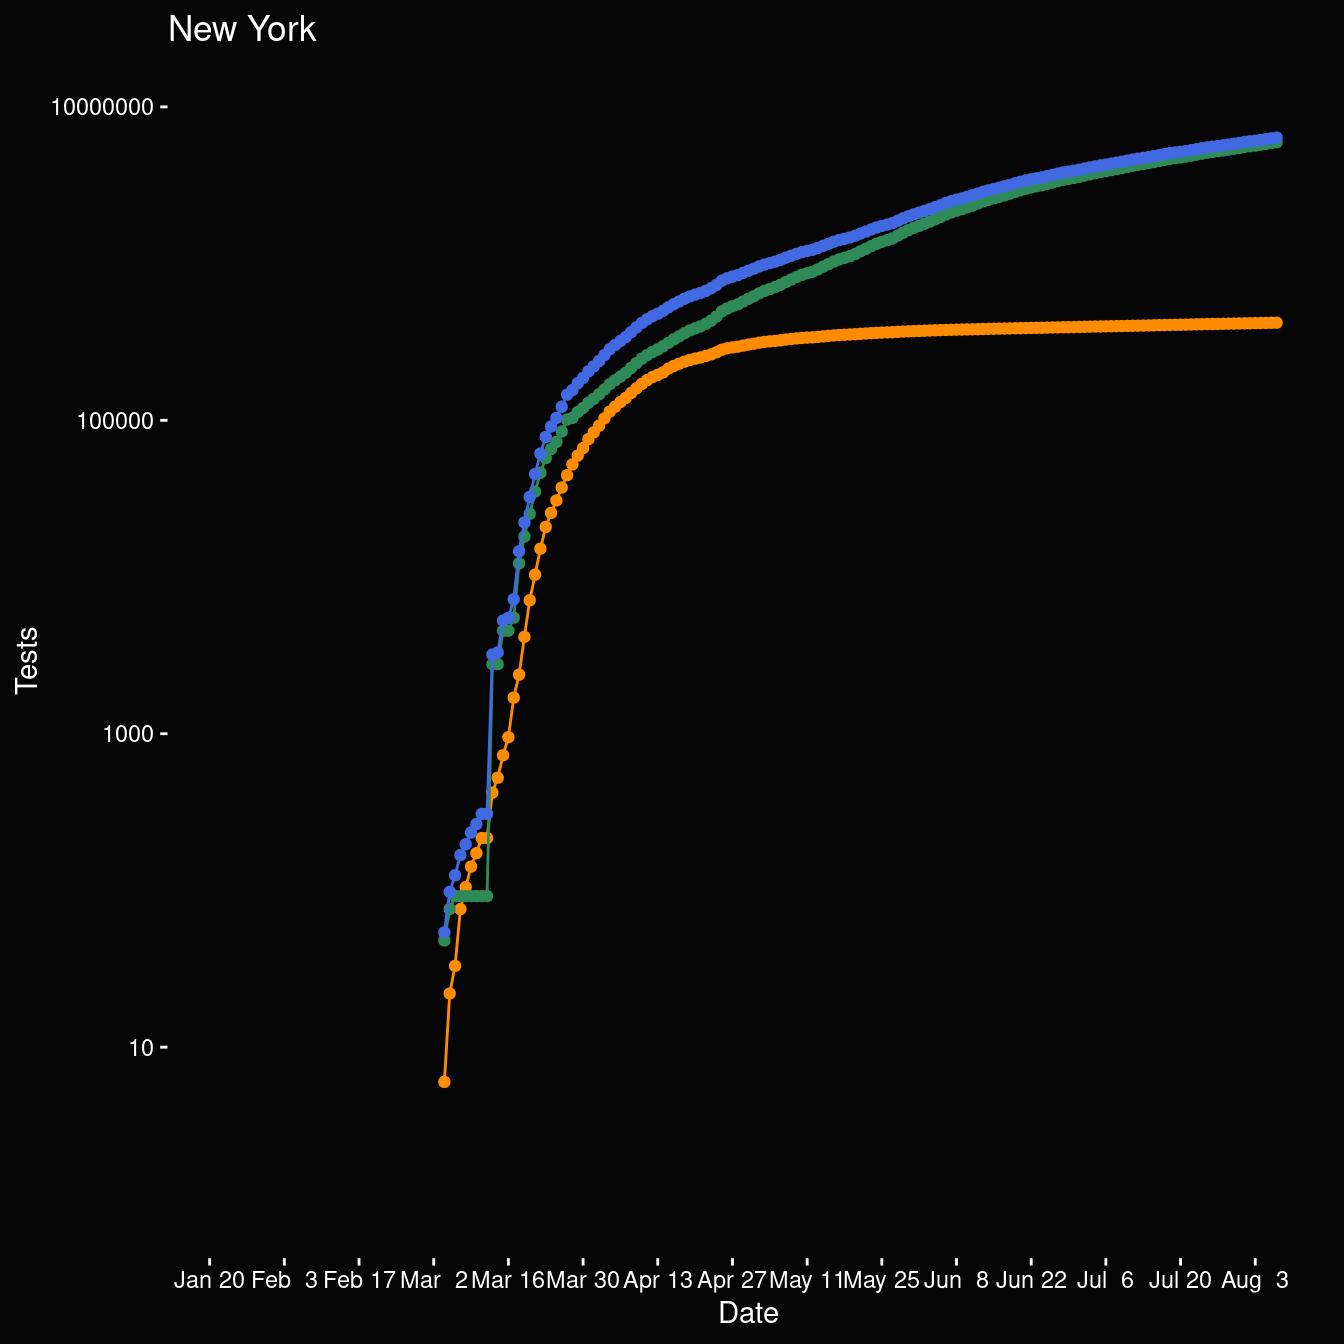 New York
10000000
100000
1000
10
Tests
Jan 20 Feb 3 Feb 17 Mar 2 Mar 16 Mar 30 Apr 13 Apr 27 May 11 May 25 Jun 8 Jun 22 Jul 6 Jul 20 Aug 3
Date